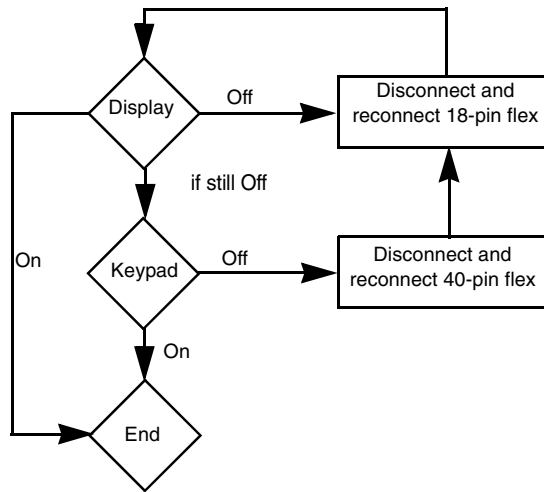 Display
Off
Disconnect and
reconnect 18-pin flex
if still Off
On
Keypad
Off
Disconnect and
reconnect 40-pin flex
On
End